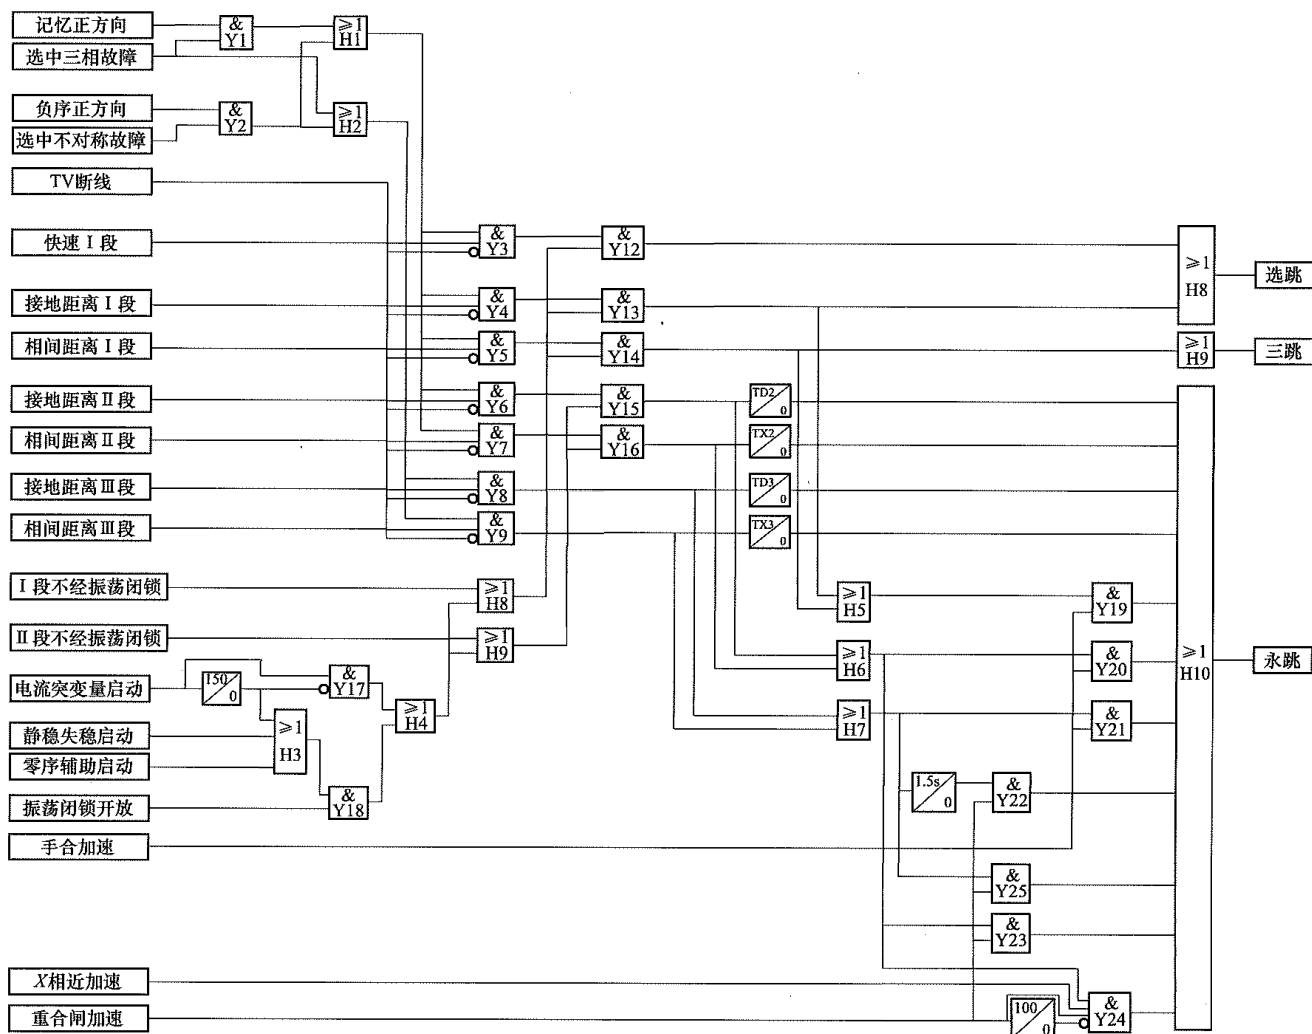 记忆正方向
&
Y1
≥1
H1
选中三相故障
负序正方向
&
Y2
≥1
H2
选中不对称故障
TV断线
快速Ⅰ段
&
Y3
&
Y12
≥1
H8
选跳
接地距离Ⅰ段
&
Y4
&
Y13
相间距离Ⅰ段
&
Y5
&
Y14
≥1
H9
三跳
接地距离Ⅱ段
&
Y6
&
Y15
TD2
0
相间距离Ⅱ段
&
Y7
&
Y16
TX2
0
接地距离Ⅲ段
&
Y8
TD3
0
相间距离Ⅲ段
&
Y9
TX3
0
Ⅰ段不经振荡闭锁
≥1
H8
≥1
H5
&
Y19
Ⅱ段不经振荡闭锁
≥1
H9
≥1
H6
&
Y20
≥1
H10
永跳
电流突变量启动
150
0
&
Y17
≥1
H4
≥1
H7
&
Y21
静稳失稳启动
≥1
H3
零序辅助启动
振荡闭锁开放
&
Y18
1.5s
0
&
Y22
手合加速
&
Y25
&
Y23
X相近加速
重合闸加速
100
0
&
Y24